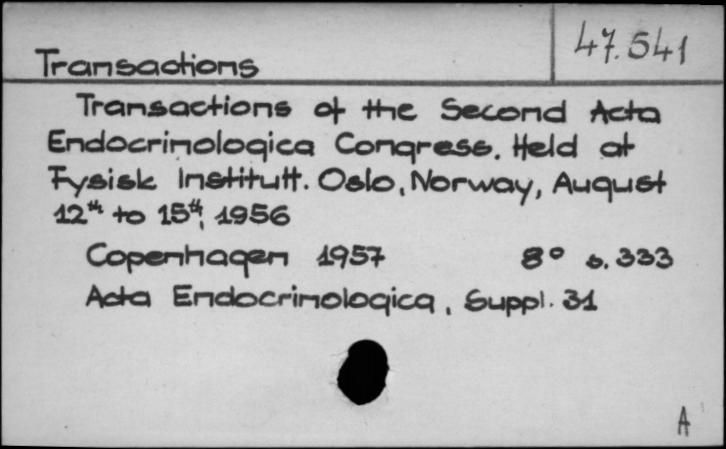 47.541
Transactions
Transactions of the Second Acta
Endocrinologica Congress. Held at
Fysisk Institutt. Oslo, Norway, August
12th to 15th, 1956
Copenhagen 1957 8° s. 333
Acta Endocrinologica, Suppl. 31
A